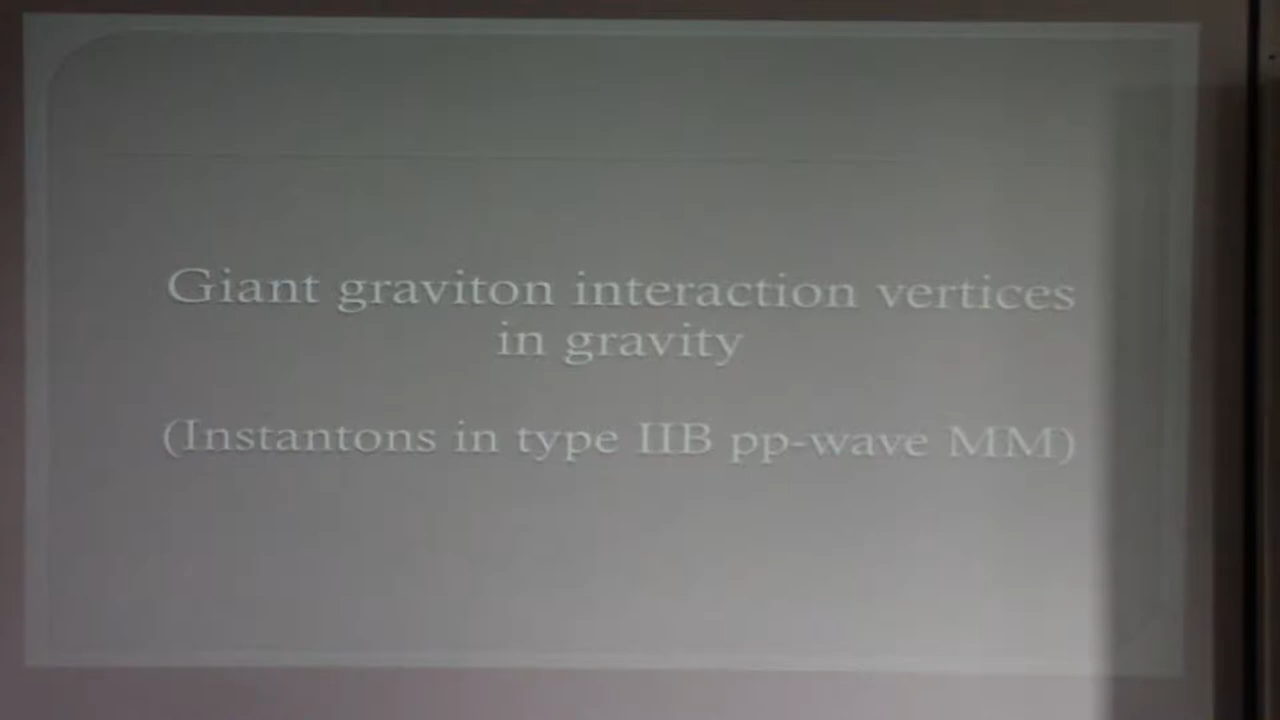 Giant graviton interaction vertices
in gravity
(Instantons in type IIB pp-wave MM)